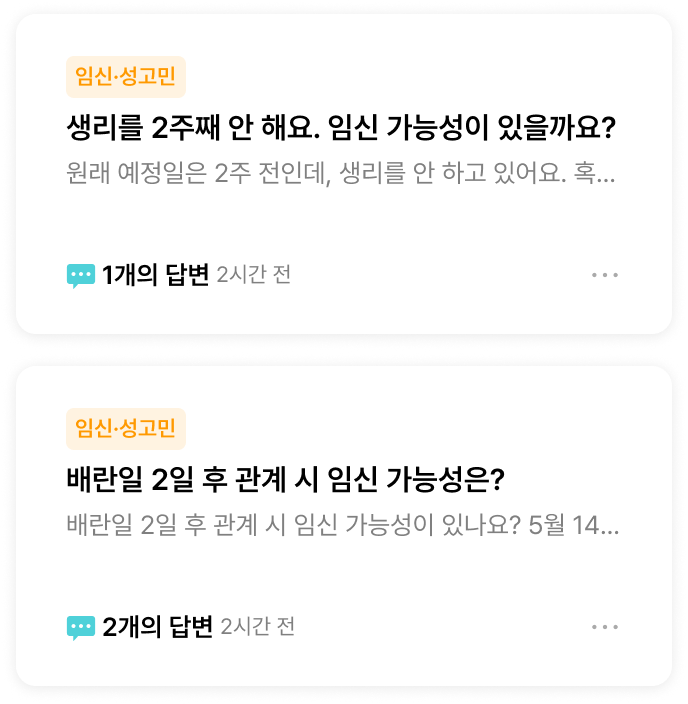 임신·성고민
생리를 2주째 안 해요. 임신 가능성이 있을까요?
원래 예정일은 2주 전인데, 생리를 안 하고 있어요. 혹...
1개의 답변 2시간 전
임신·성고민
배란일 2일 후 관계 시 임신 가능성은?
배란일 2일 후 관계 시 임신 가능성이 있나요? 5월 14...
2개의 답변 2시간 전